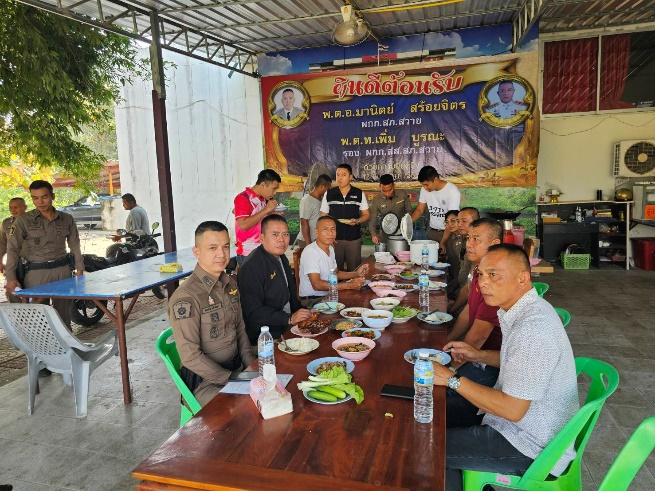 ยินดีต้อนรับ
พ.ต.อ.มานิตย์ สร้อยจิตร
ผกก.สภ.สวาย
พ.ต.ท.เพิ่ม บูรณะ
รอง ผกก.สส.สภ.สวาย